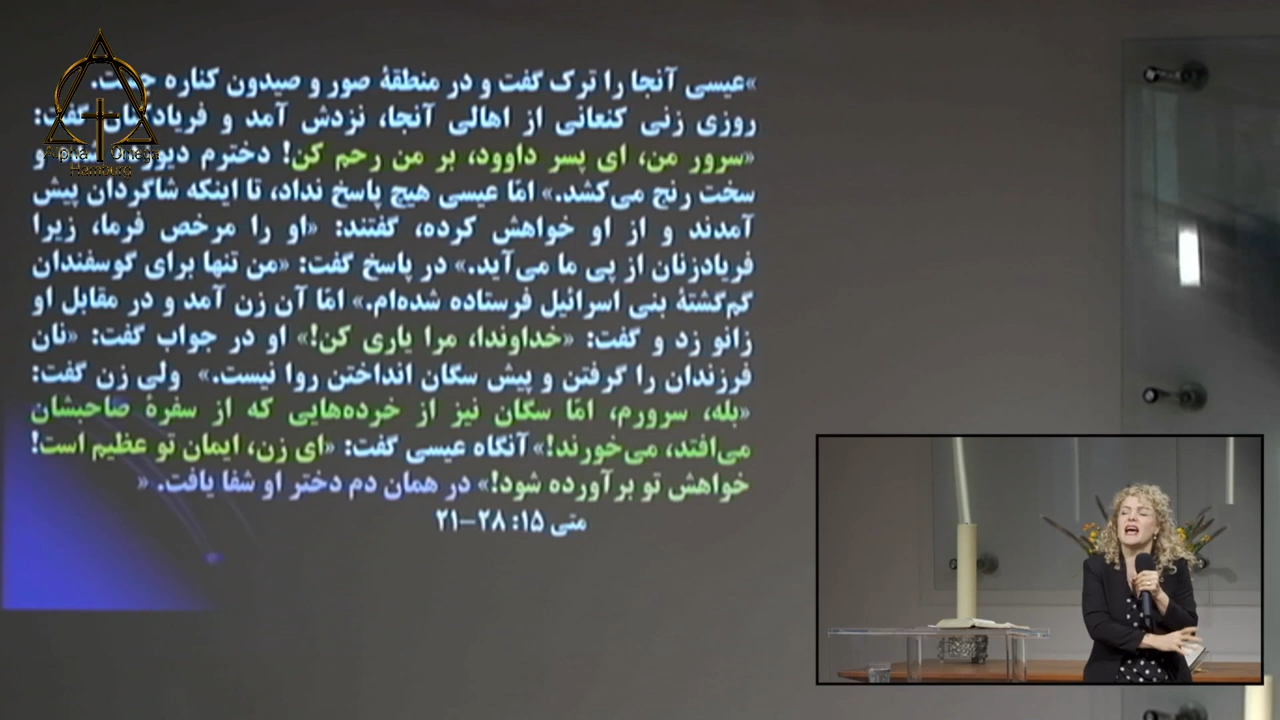 Alpha Omega
Hamburg
»عیسی آنجا را ترک گفت و در منطقهٔ صور و صیدون کناره
روزی زنی کنعانی از اهالی آنجا، نزدش آمد و گفت:
«سرور من، ای پسر داوود، بر من رحم کن! دخترم و
سخت رنج می‌کشد.» امّا عیسی هیچ پاسخ نداد، تا اینکه شاگردان پیش
آمدند و از او خواهش کرده، گفتند: «او را مرخص فرما، زیرا
فریادزنان از پی ما می‌آید.» در پاسخ گفت: «من تنها برای گوسفندان
گم‌گشتهٔ بنی اسرائیل فرستاده شده‌ام.» امّا آن زن آمد و در مقابل او
زانو زد و گفت: «خداوندا، مرا یاری کن!» او در جواب گفت: «نان
فرزندان را گرفتن و پیش سگان انداختن روا نیست.» ولی زن گفت:
«بله، سرورم، امّا سگان نیز از خرده‌هایی که از سفرهٔ صاحبشان
می‌افتد، می‌خورند!» آنگاه عیسی گفت: «ای زن، ایمان تو عظیم است!
خواهش تو برآورده شود!» در همان دم دختر او شفا یافت. «
متی ۱۵: ۲۸–۲۱